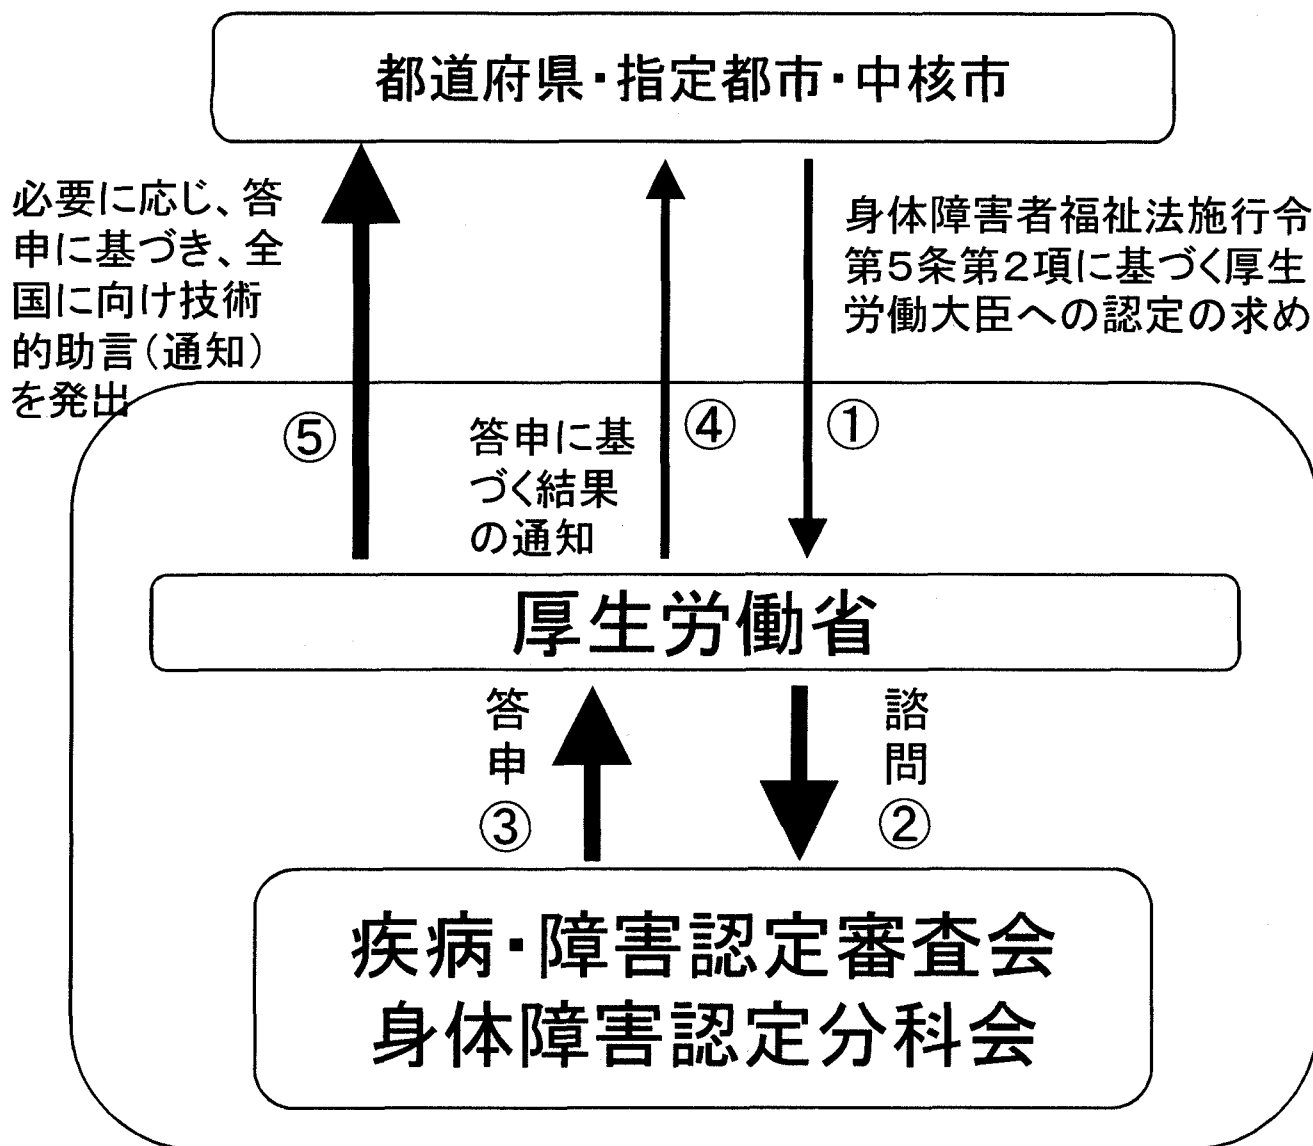 都道府県・指定都市・中核市
必要に応じ、答
申に基づき、全
国に向け技術
的助言（通知）
を発出
身体障害者福祉法施行令
第５条第２項に基づく厚生
労働大臣への認定の求め
⑤
答申に基
づく結果
の通知
④
①
厚生労働省
答申
③
諮問
②
疾病・障害認定審査会
身体障害認定分科会